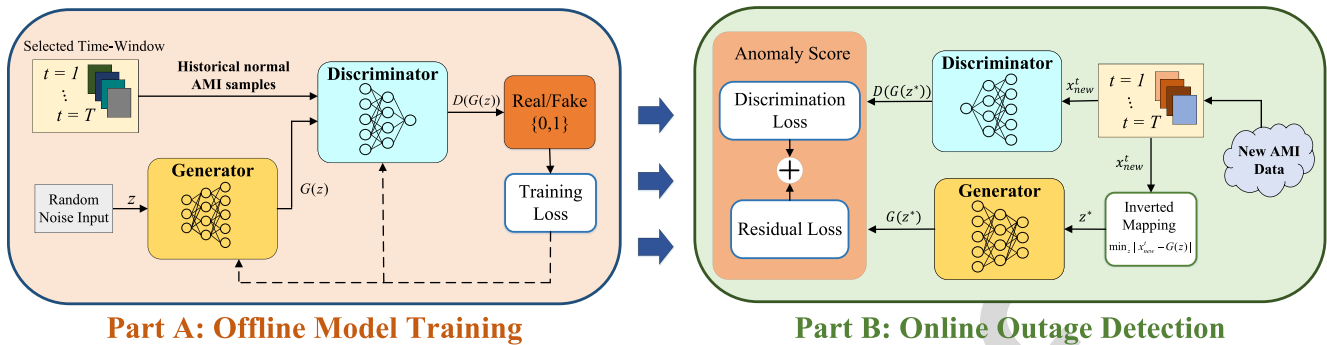 Selected Time-Window
t = 1
⋮
t = T
Historical normal
AMI samples
Discriminator
D(G(z))
Real/Fake
{0,1}
Generator
G(z)
Random
Noise Input
z
Training
Loss
Part A: Offline Model Training
Anomaly Score
Discrimination
Loss
+
Residual Loss
D(G(z*))
Discriminator
x^t_new
t = 1
⋮
t = T
New AMI
Data
x^t_new
G(z*)
Generator
z*
Inverted
Mapping
min_z | x^t_new − G(z) |
Part B: Online Outage Detection